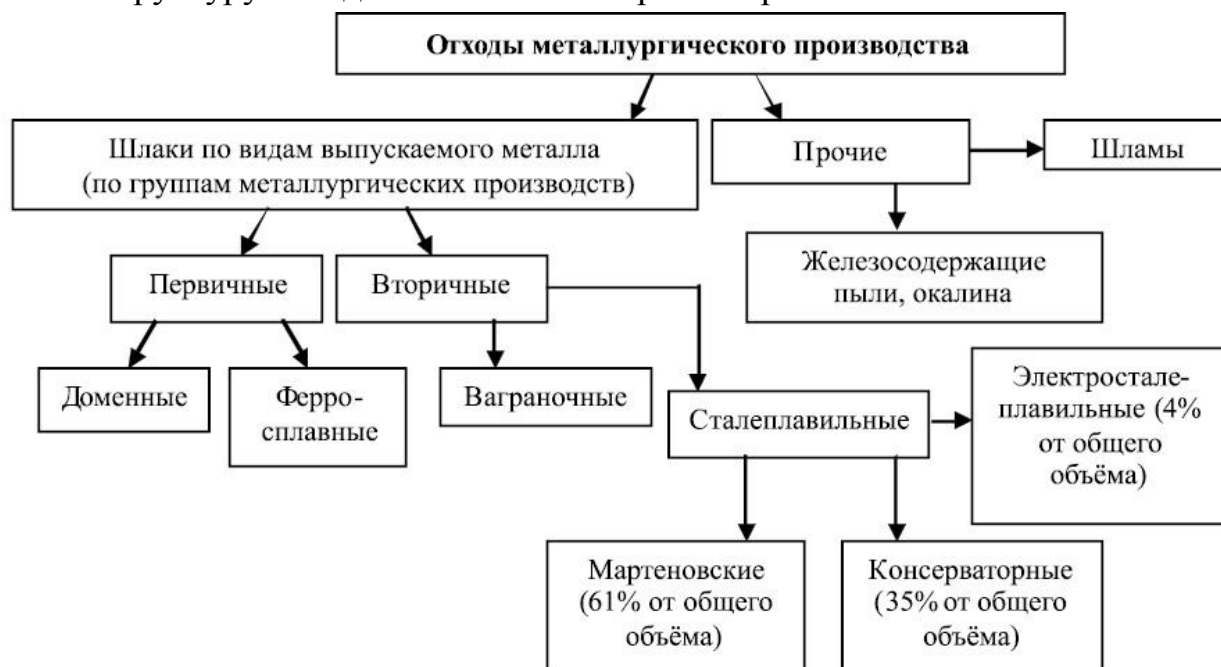 Отходы металлургического производства
Шлаки по видам выпускаемого металла
(по группам металлургических производств)
Прочие
Шламы
Железосодержащие
пыли, окалина
Первичные
Вторичные
Доменные
Ферро-
сплавные
Ваграночные
Сталеплавильные
Электростале-
плавильные (4%
от общего
объёма)
Мартеновские
(61% от общего
объёма)
Консерваторные
(35% от общего
объёма)